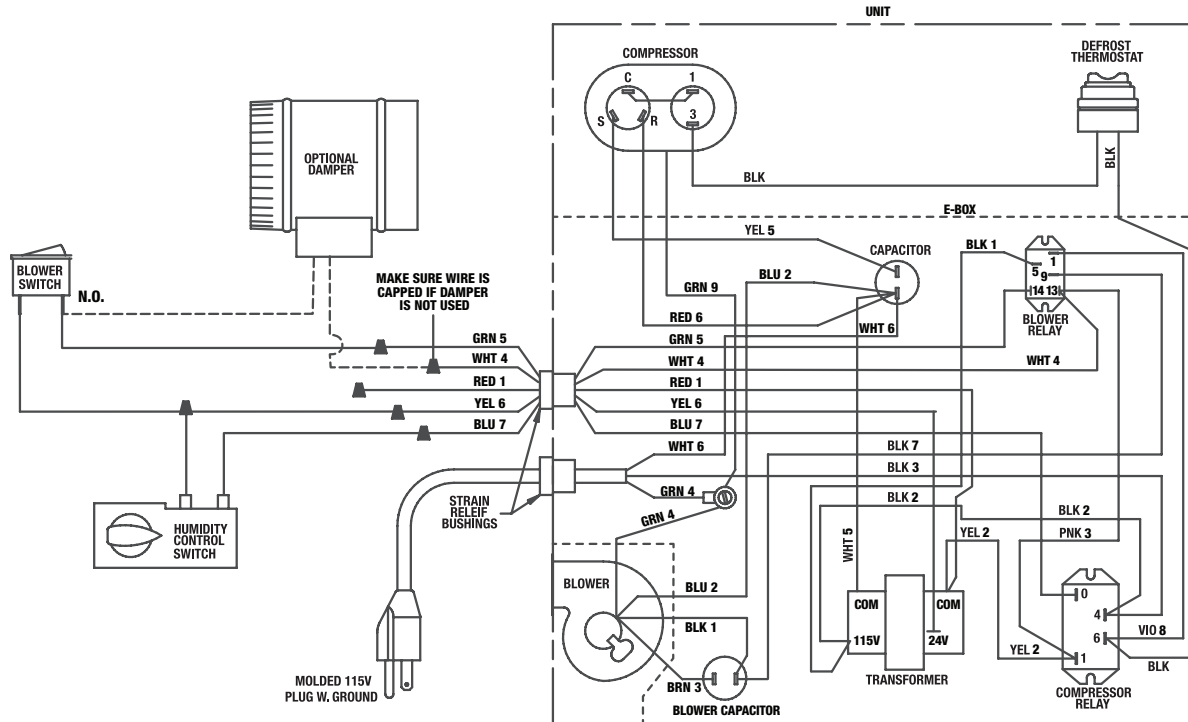 UNIT
COMPRESSOR
C
1
S
R
3
DEFROST
THERMOSTAT
BLK
BLK
E-BOX
OPTIONAL
DAMPER
BLOWER
SWITCH
N.O.
MAKE SURE WIRE IS
CAPPED IF DAMPER
IS NOT USED
YEL 5
CAPACITOR
BLU 2
GRN 9
RED 6
WHT 6
BLK 1
1
5
9
14
13
BLOWER
RELAY
GRN 5
WHT 4
RED 1
YEL 6
BLU 7
GRN 5
WHT 4
WHT 4
RED 1
YEL 6
BLU 7
WHT 6
BLK 7
BLK 3
GRN 4
GRN 4
BLK 2
BLK 2
WHT 5
YEL 2
PNK 3
STRAIN
RELEIF
BUSHINGS
HUMIDITY
CONTROL
SWITCH
MOLDED 115V
PLUG W. GROUND
BLOWER
BLU 2
BLK 1
BRN 3
BLOWER CAPACITOR
COM
COM
115V
24V
TRANSFORMER
YEL 2
0
4
6
1
VIO 8
BLK
COMPRESSOR
RELAY